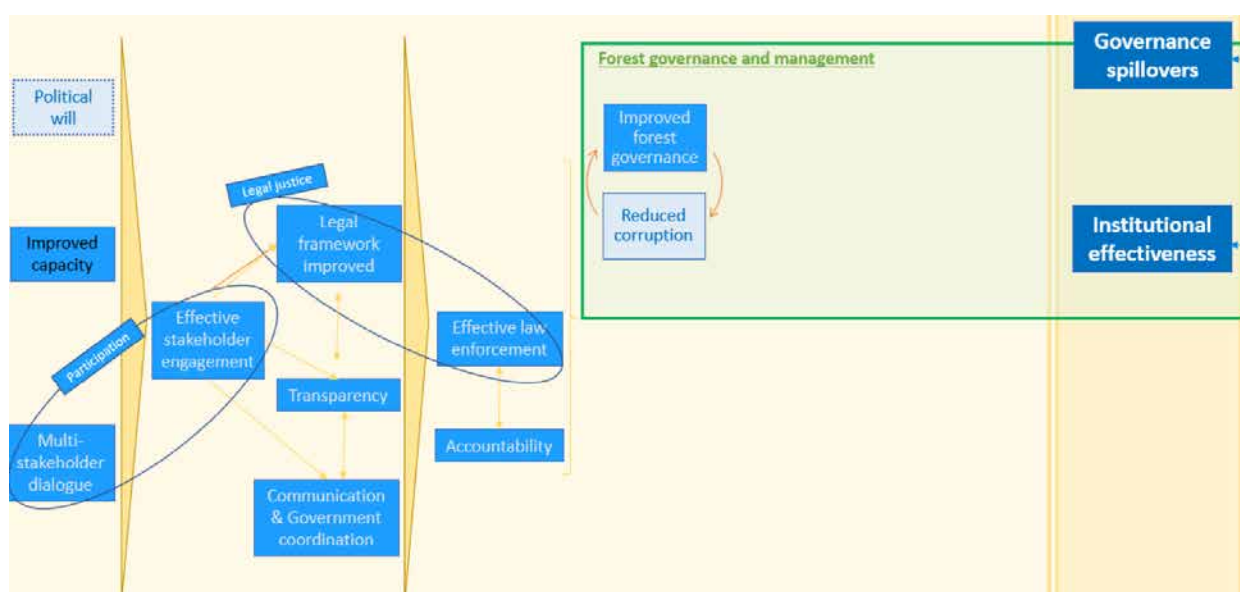 Political
will
Improved
capacity
Multi-
stakeholder
dialogue
Participation
Effective
stakeholder
engagement
Legal justice
Legal
framework
improved
Transparency
Communication
& Government
coordination
Effective law
enforcement
Accountability
Forest governance and management
Improved
forest
governance
Reduced
corruption
Governance
spillovers
Institutional
effectiveness